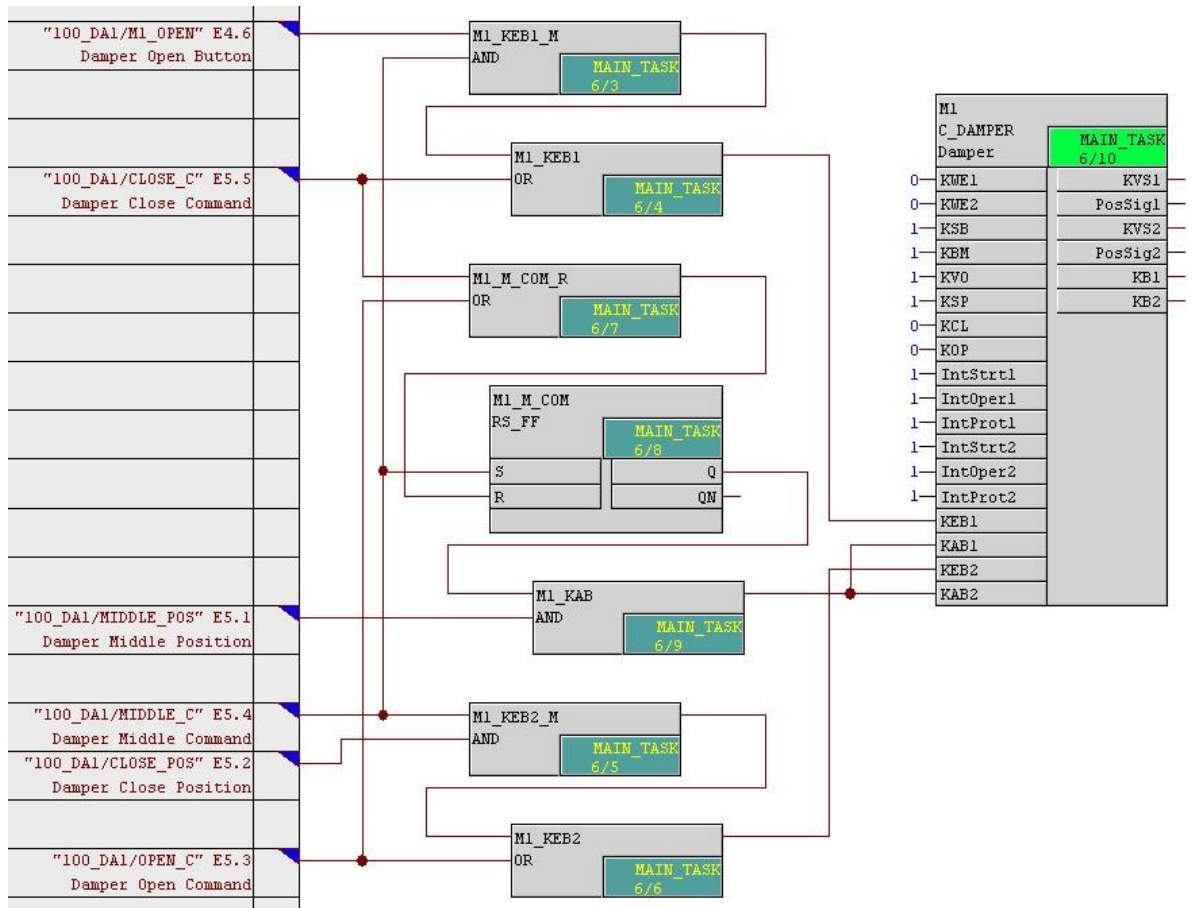 "100_DA1/M1_OPEN" E4.6
Damper Open Button
"100_DA1/CLOSE_C" E5.5
Damper Close Command
"100_DA1/MIDDLE_POS" E5.1
Damper Middle Position
"100_DA1/MIDDLE_C" E5.4
Damper Middle Command
"100_DA1/CLOSE_POS" E5.2
Damper Close Position
"100_DA1/OPEN_C" E5.3
Damper Open Command
M1_KEB1_M
AND
MAIN_TASK
6/3
M1_KEB1
OR
MAIN_TASK
6/4
M1_M_COM_R
OR
MAIN_TASK
6/7
M1_M_COM
RS_FF
MAIN_TASK
6/8
S Q
R QN
M1_KAB
AND
MAIN_TASK
6/9
M1_KEB2_M
AND
MAIN_TASK
6/5
M1_KEB2
OR
MAIN_TASK
6/6
M1
C_DAMPER
Damper
MAIN_TASK
6/10
0 KWE1 KVS1
0 KWE2 PosSig1
1 KSB KVS2
1 KBM PosSig2
1 KVO KB1
1 KSP KB2
0 KCL
0 KOP
1 IntStrt1
1 IntOper1
1 IntProt1
1 IntStrt2
1 IntOper2
1 IntProt2
KEB1
KAB1
KEB2
KAB2